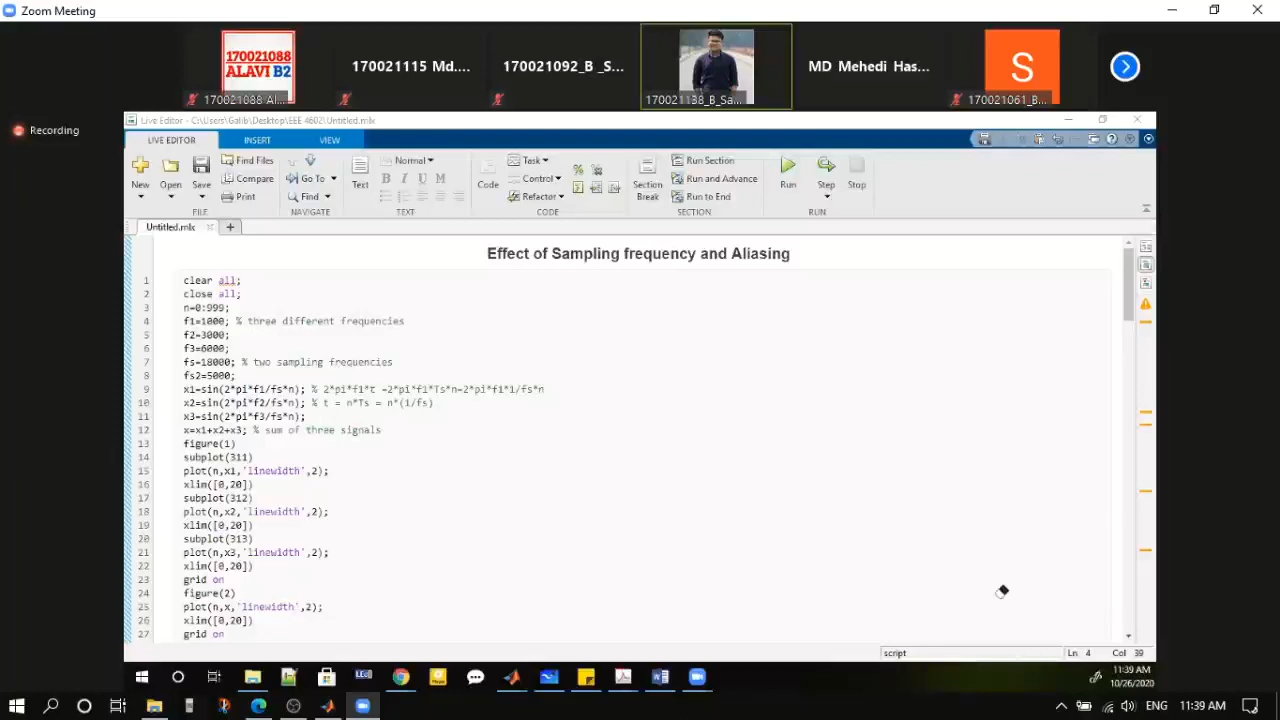 Zoom Meeting
170021088
ALAVI B2
170021088 Al...
170021115 Md....
170021092_B _S...
170021138_B_Sa...
MD Mehedi Has...
S
170021061_B...
Recording
Live Editor - C:\Users\Galib\Desktop\EEE 4602\Untitled.mlx
LIVE EDITOR INSERT VIEW
New Open Save Find Files Compare Print
FILE
Go To Find
NAVIGATE
Text Normal B I U M
TEXT
Code Task Control Refactor
CODE
Section Break Run Section Run and Advance Run to End
SECTION
Run Step Stop
RUN
Untitled.mlx
Effect of Sampling frequency and Aliasing
1 clear all;
2 close all;
3 n=0:999;
4 f1=1000; % three different frequencies
5 f2=3000;
6 f3=6000;
7 fs=18000; % two sampling frequencies
8 fs2=5000;
9 x1=sin(2*pi*f1/fs*n); % 2*pi*f1*t =2*pi*f1*Ts*n=2*pi*f1*1/fs*n
10 x2=sin(2*pi*f2/fs*n); % t = n*Ts = n*(1/fs)
11 x3=sin(2*pi*f3/fs*n);
12 x=x1+x2+x3; % sum of three signals
13 figure(1)
14 subplot(311)
15 plot(n,x1,'linewidth',2);
16 xlim([0,20])
17 subplot(312)
18 plot(n,x2,'linewidth',2);
19 xlim([0,20])
20 subplot(313)
21 plot(n,x3,'linewidth',2);
22 xlim([0,20])
23 grid on
24 figure(2)
25 plot(n,x,'linewidth',2);
26 xlim([0,20])
27 grid on
script Ln 4 Col 39
11:39 AM
10/26/2020
ENG 11:39 AM